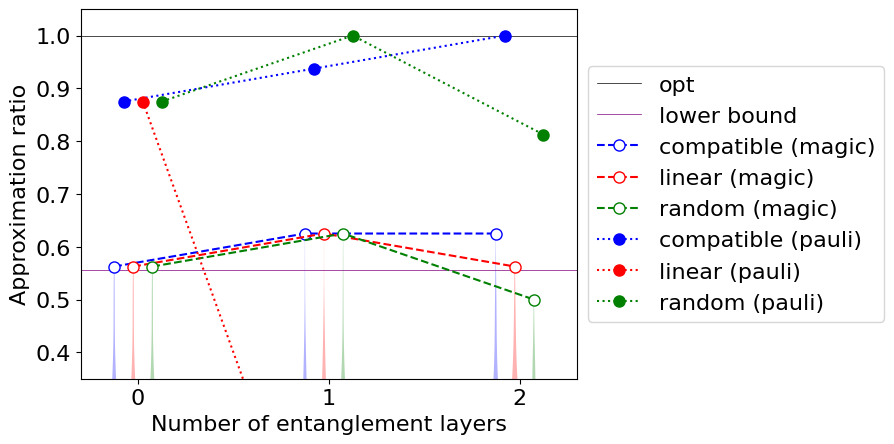 1.0
0.9
0.8
0.7
0.6
0.5
0.4
Approximation ratio
0
1
2
Number of entanglement layers
opt
lower bound
compatible (magic)
linear (magic)
random (magic)
compatible (pauli)
linear (pauli)
random (pauli)